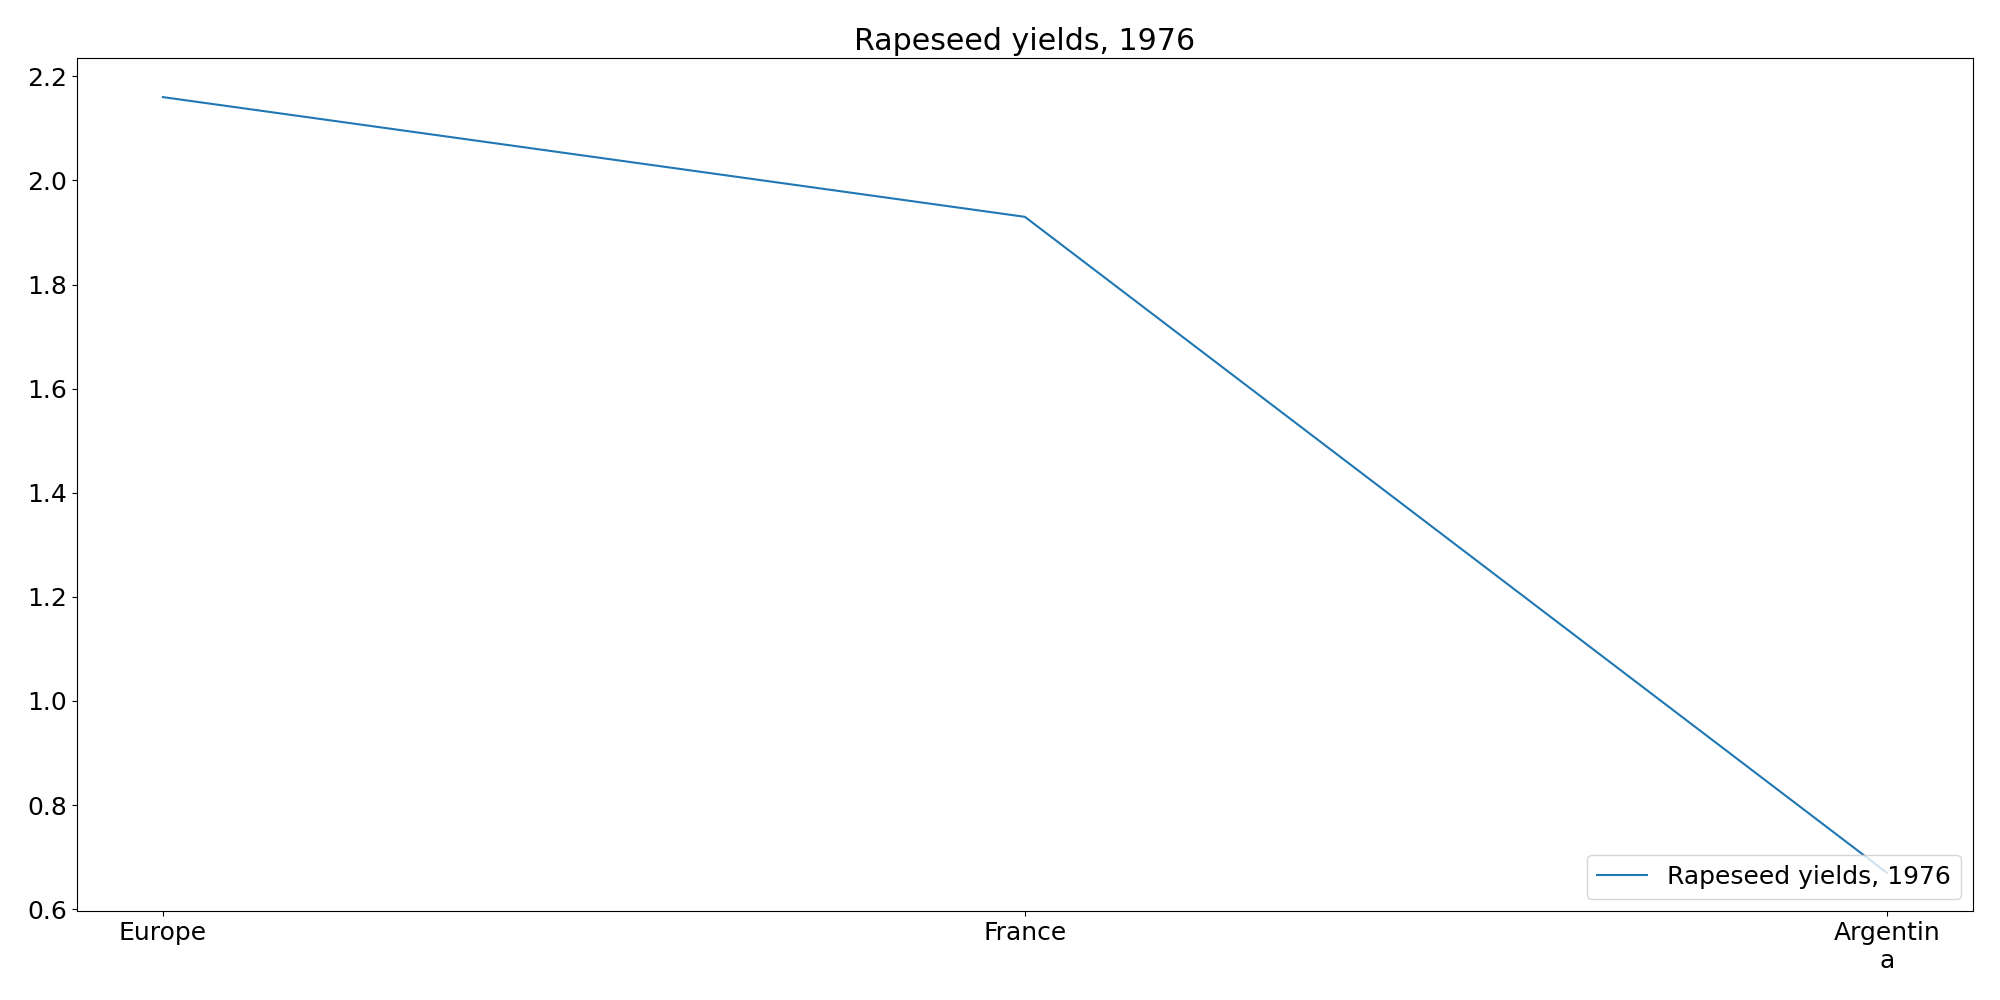 Rapeseed yields, 1976
2.2
2.0
1.8
1.6
1.4
1.2
1.0
0.8
0.6
Rapeseed yields, 1976
Europe
France
Argentin
a